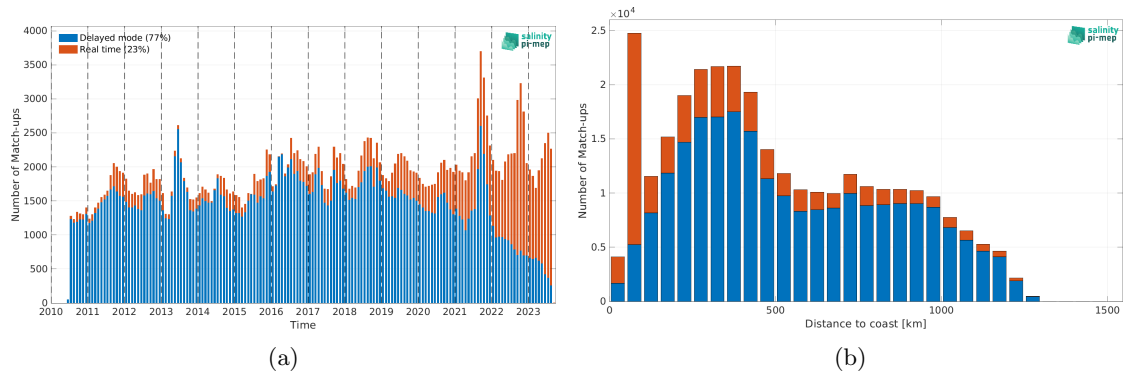 Delayed mode (77%)
Real time (23%)
salinity
pi-mep
Number of Match-ups
4000
3500
3000
2500
2000
1500
1000
500
0
2010 2011 2012 2013 2014 2015 2016 2017 2018 2019 2020 2021 2022 2023
Time
(a)
×10⁴
salinity
pi-mep
Number of Match-ups
2.5
2
1.5
1
0.5
0
0 500 1000 1500
Distance to coast [km]
(b)